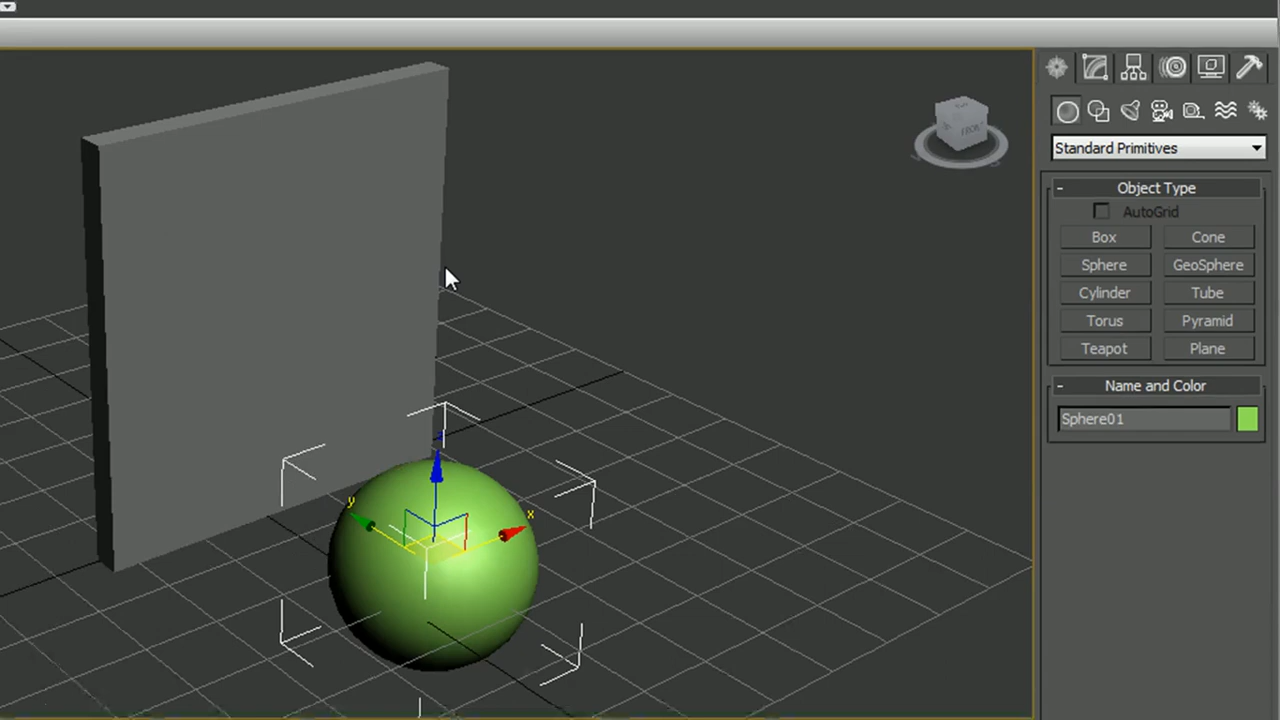 FRONT
Standard Primitives
- Object Type
AutoGrid
Box Cone
Sphere GeoSphere
Cylinder Tube
Torus Pyramid
Teapot Plane
- Name and Color
Sphere01
z
y
x